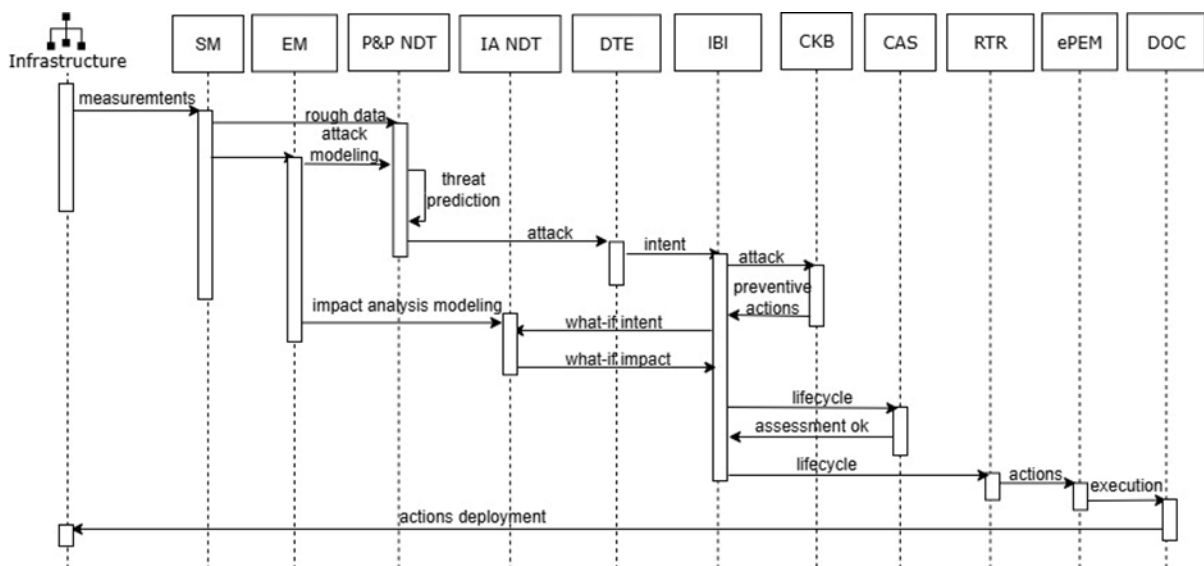 Infrastructure
SM
EM
P&P NDT
IA NDT
DTE
IBI
CKB
CAS
RTR
ePEM
DOC
measuremtents
rough data
attack
modeling
threat
prediction
attack
intent
attack
preventive
actions
impact analysis modeling
what-if intent
what-if impact
lifecycle
assessment ok
lifecycle
actions
execution
actions deployment